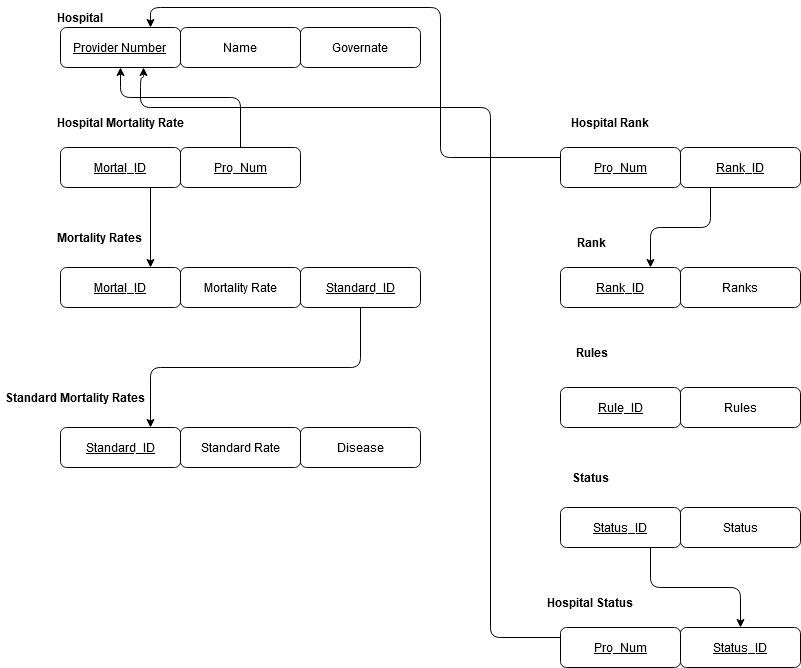 Hospital
Provider Number Name Governate
Hospital Mortality Rate Hospital Rank
Mortal_ID Pro_Num Pro_Num Rank_ID
Mortality Rates Rank
Mortal_ID Mortality Rate Standard_ID Rank_ID Ranks
Rules
Standard Mortality Rates Rule_ID Rules
Standard_ID Standard Rate Disease
Status
Status_ID Status
Hospital Status
Pro_Num Status_ID